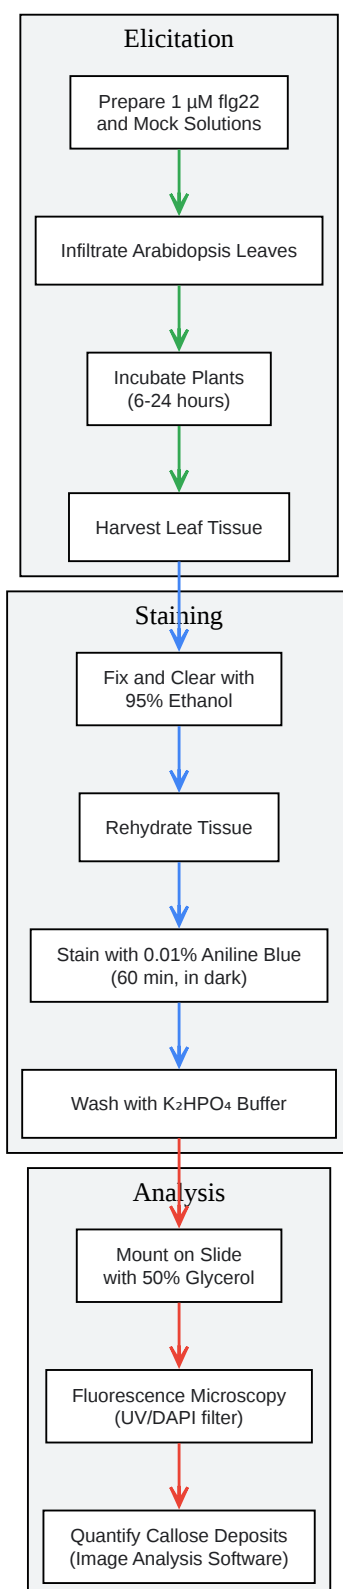 Elicitation
Prepare 1 µM flg22
and Mock Solutions
Infiltrate Arabidopsis Leaves
Incubate Plants
(6-24 hours)
Harvest Leaf Tissue
Staining
Fix and Clear with
95% Ethanol
Rehydrate Tissue
Stain with 0.01% Aniline Blue
(60 min, in dark)
Wash with K₂HPO₄ Buffer
Analysis
Mount on Slide
with 50% Glycerol
Fluorescence Microscopy
(UV/DAPI filter)
Quantify Callose Deposits
(Image Analysis Software)